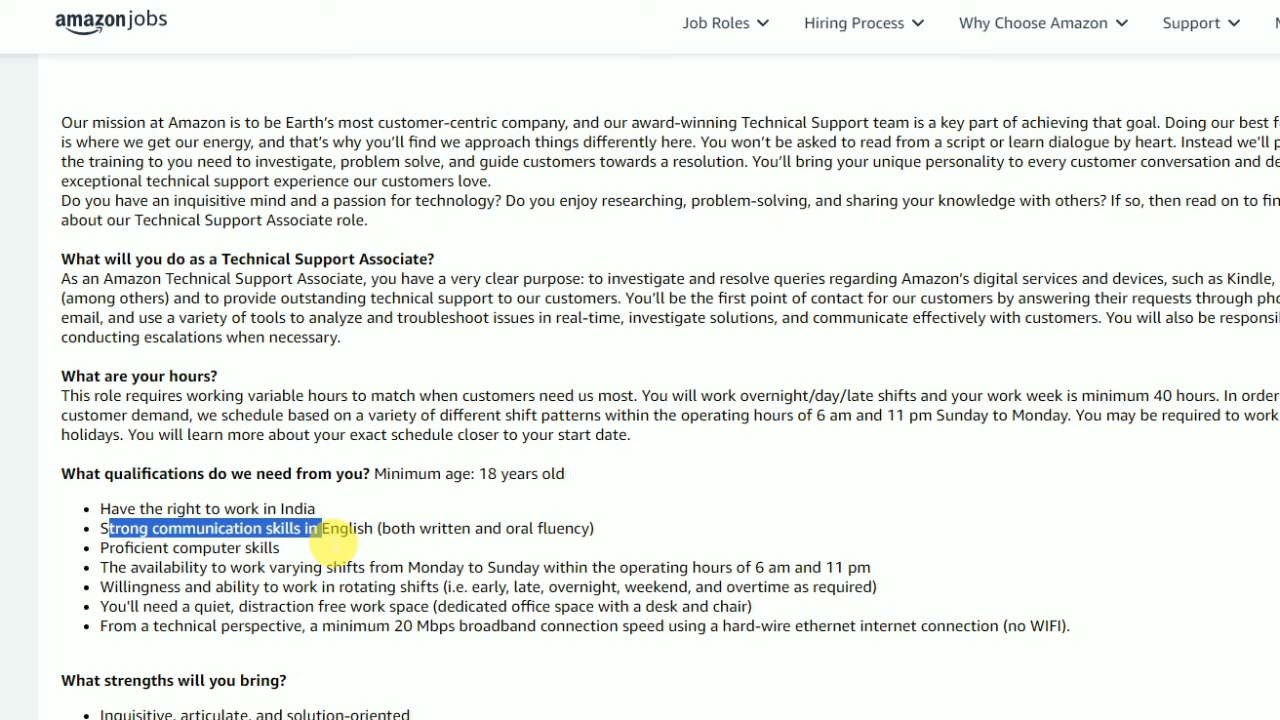 amazon jobs
Job Roles Hiring Process Why Choose Amazon Support
Our mission at Amazon is to be Earth's most customer-centric company, and our award-winning Technical Support team is a key part of achieving that goal. Doing our best
is where we get our energy, and that's why you'll find we approach things differently here. You won't be asked to read from a script or learn dialogue by heart. Instead we'll
the training to you need to investigate, problem solve, and guide customers towards a resolution. You'll bring your unique personality to every customer conversation and
exceptional technical support experience our customers love.
Do you have an inquisitive mind and a passion for technology? Do you enjoy researching, problem-solving, and sharing your knowledge with others? If so, then read on to
about our Technical Support Associate role.
What will you do as a Technical Support Associate?
As an Amazon Technical Support Associate, you have a very clear purpose: to investigate and resolve queries regarding Amazon's digital services and devices, such as Kindle,
(among others) and to provide outstanding technical support to our customers. You'll be the first point of contact for our customers by answering their requests through
email, and use a variety of tools to analyze and troubleshoot issues in real-time, investigate solutions, and communicate effectively with customers. You will also be
conducting escalations when necessary.
What are your hours?
This role requires working variable hours to match when customers need us most. You will work overnight/day/late shifts and your work week is minimum 40 hours. In order
customer demand, we schedule based on a variety of different shift patterns within the operating hours of 6 am and 11 pm Sunday to Monday. You may be required to work
holidays. You will learn more about your exact schedule closer to your start date.
What qualifications do we need from you? Minimum age: 18 years old
• Have the right to work in India
• Strong communication skills in English (both written and oral fluency)
• Proficient computer skills
• The availability to work varying shifts from Monday to Sunday within the operating hours of 6 am and 11 pm
• Willingness and ability to work in rotating shifts (i.e. early, late, overnight, weekend, and overtime as required)
• You'll need a quiet, distraction free work space (dedicated office space with a desk and chair)
• From a technical perspective, a minimum 20 Mbps broadband connection speed using a hard-wire ethernet internet connection (no WIFI).
What strengths will you bring?
• Inquisitive, articulate, and solution-oriented